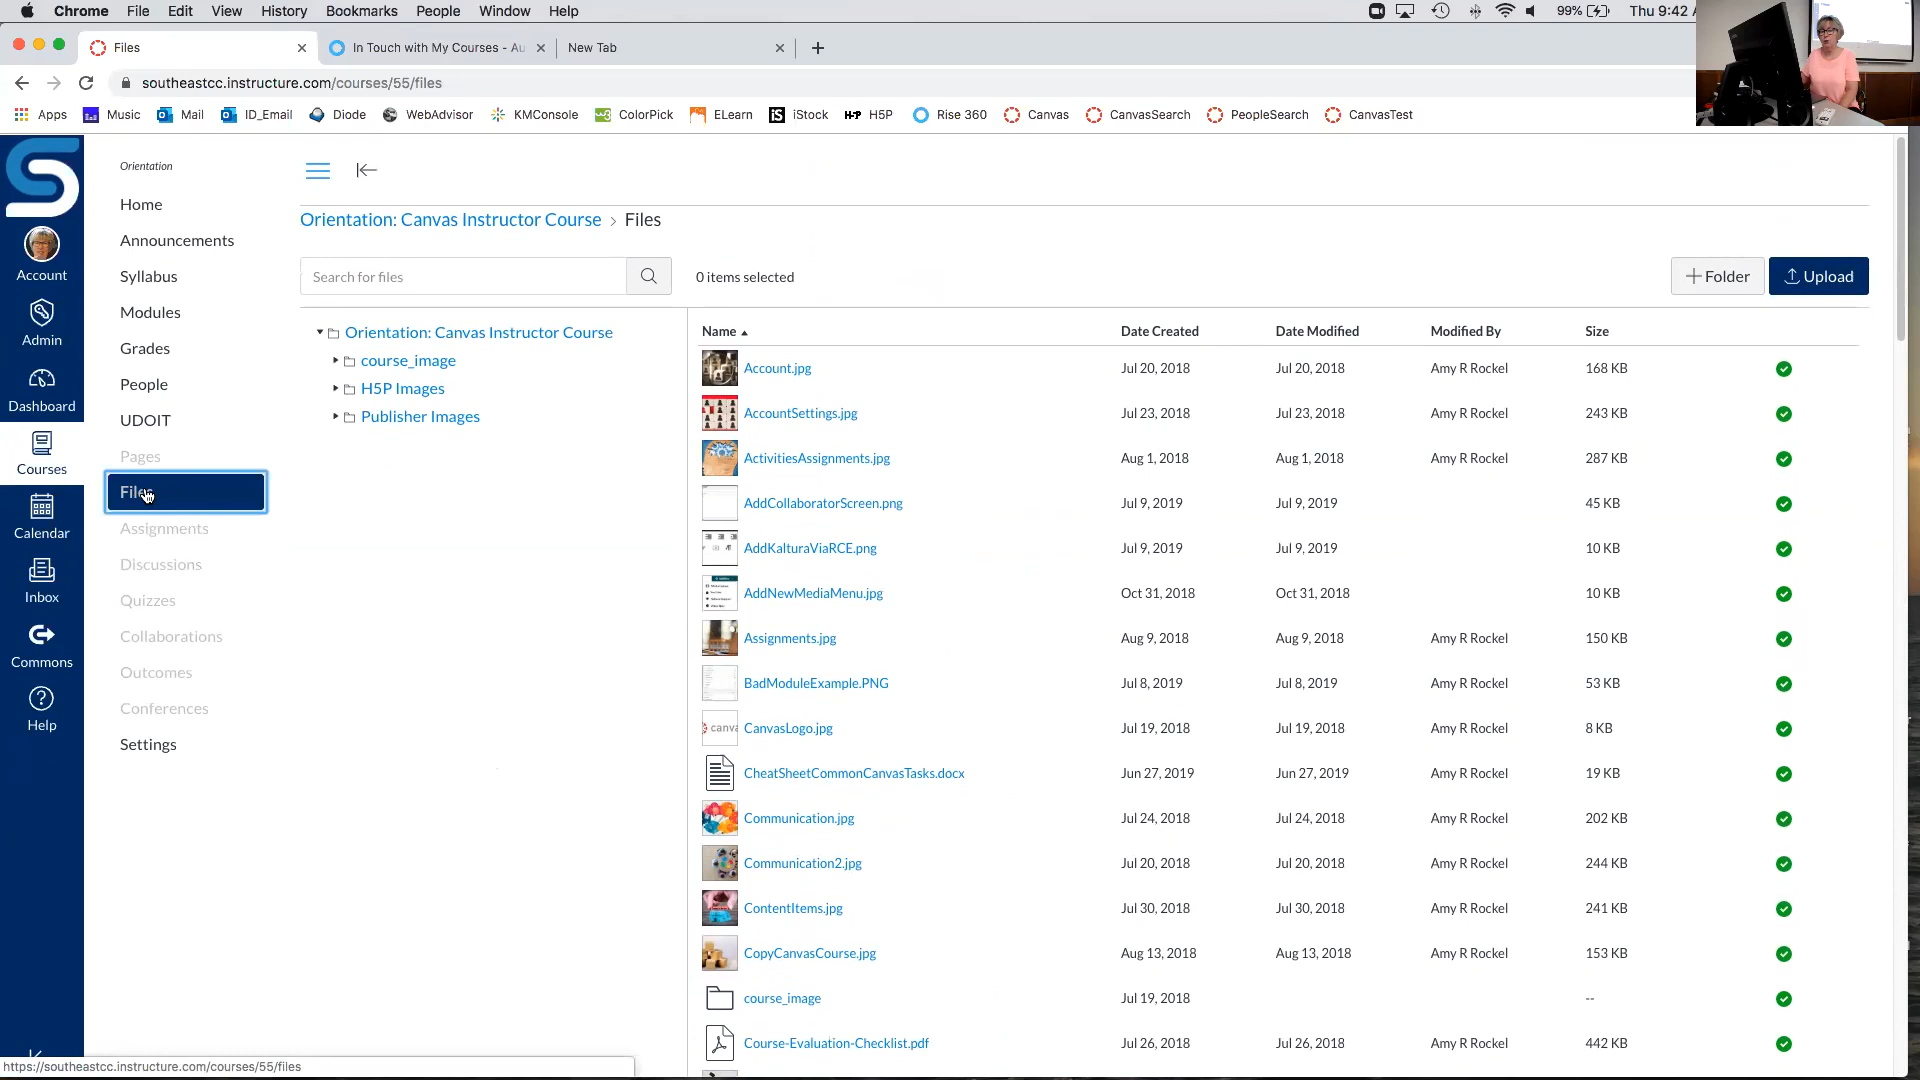 Chrome File Edit View History Bookmarks People Window Help 99% Thu 9:42
Files In Touch with My Courses - Au New Tab
southeastcc.instructure.com/courses/55/files
Apps Music Mail ID_Email Diode WebAdvisor KMConsole ColorPick ELearn iStock H5P Rise 360 Canvas CanvasSearch PeopleSearch CanvasTest
Account
Admin
Dashboard
Courses
Calendar
Inbox
Commons
Help
Orientation
Home
Announcements
Syllabus
Modules
Grades
People
UDOIT
Pages
Files
Assignments
Discussions
Quizzes
Collaborations
Outcomes
Conferences
Settings
Orientation: Canvas Instructor Course › Files
Search for files 0 items selected Folder Upload
Orientation: Canvas Instructor Course
course_image
H5P Images
Publisher Images
Name Date Created Date Modified Modified By Size
Account.jpg Jul 20, 2018 Jul 20, 2018 Amy R Rockel 168 KB
AccountSettings.jpg Jul 23, 2018 Jul 23, 2018 Amy R Rockel 243 KB
ActivitiesAssignments.jpg Aug 1, 2018 Aug 1, 2018 Amy R Rockel 287 KB
AddCollaboratorScreen.png Jul 9, 2019 Jul 9, 2019 45 KB
AddKalturaViaRCE.png Jul 9, 2019 Jul 9, 2019 10 KB
AddNewMediaMenu.jpg Oct 31, 2018 Oct 31, 2018 10 KB
Assignments.jpg Aug 9, 2018 Aug 9, 2018 Amy R Rockel 150 KB
BadModuleExample.PNG Jul 8, 2019 Jul 8, 2019 Amy R Rockel 53 KB
CanvasLogo.jpg Jul 19, 2018 Jul 19, 2018 Amy R Rockel 8 KB
CheatSheetCommonCanvasTasks.docx Jun 27, 2019 Jun 27, 2019 Amy R Rockel 19 KB
Communication.jpg Jul 24, 2018 Jul 24, 2018 Amy R Rockel 202 KB
Communication2.jpg Jul 20, 2018 Jul 20, 2018 Amy R Rockel 244 KB
ContentItems.jpg Jul 30, 2018 Jul 30, 2018 Amy R Rockel 241 KB
CopyCanvasCourse.jpg Aug 13, 2018 Aug 13, 2018 Amy R Rockel 153 KB
course_image Jul 19, 2018 --
Course-Evaluation-Checklist.pdf Jul 26, 2018 Jul 26, 2018 Amy R Rockel 442 KB
https://southeastcc.instructure.com/courses/55/files